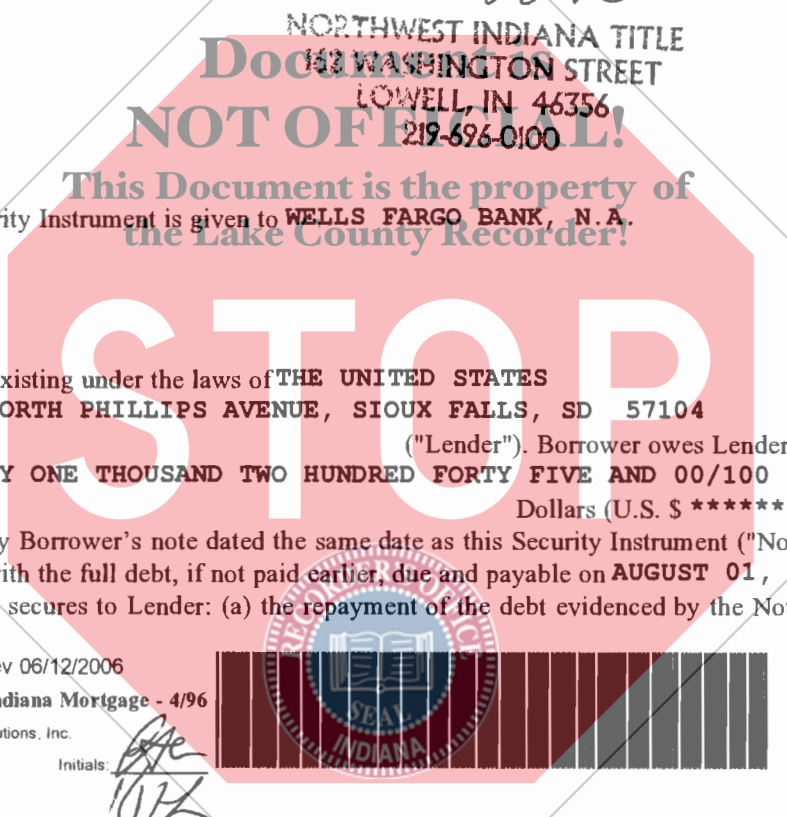 NORTHWEST INDIANA TITLE
162 WASHINGTON STREET
LOWELL, IN 46356
219-696-0100
Document is
NOT OFFICIAL!
This Document is the property of
the Lake County Recorder!
rity Instrument is given to WELLS FARGO BANK, N.A.
STOP
xisting under the laws of THE UNITED STATES
ORTH PHILLIPS AVENUE, SIOUX FALLS, SD 57104
("Lender"). Borrower owes Lender
Y ONE THOUSAND TWO HUNDRED FORTY FIVE AND 00/100
Dollars (U.S. $ ******
y Borrower's note dated the same date as this Security Instrument ("No
ith the full debt, if not paid earlier, due and payable on AUGUST 01,
secures to Lender: (a) the repayment of the debt evidenced by the No
RECORDER'S OFFICE
SEAL
INDIANA
ev 06/12/2006
ndiana Mortgage - 4/96
utions, Inc.
Initials: